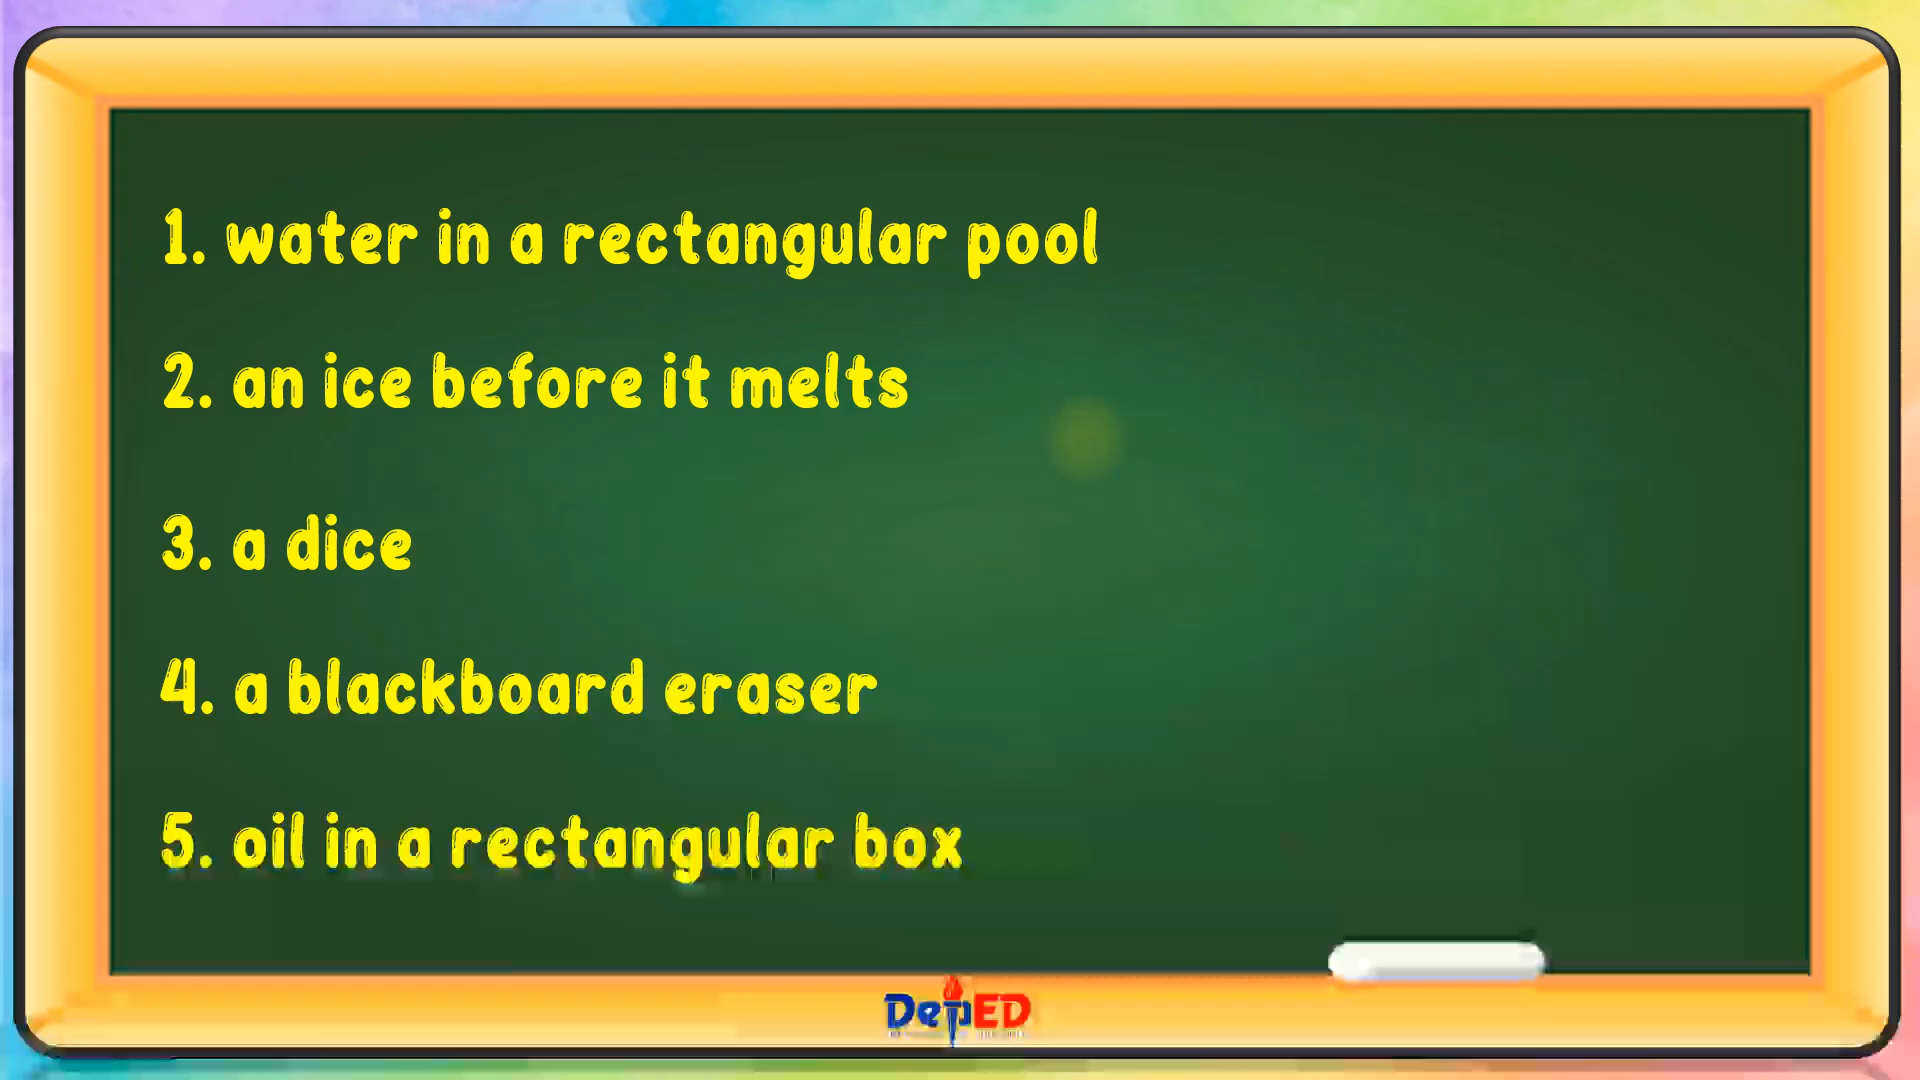 1. water in a rectangular pool
2. an ice before it melts
3. a dice
4. a blackboard eraser
5. oil in a rectangular box
DepED